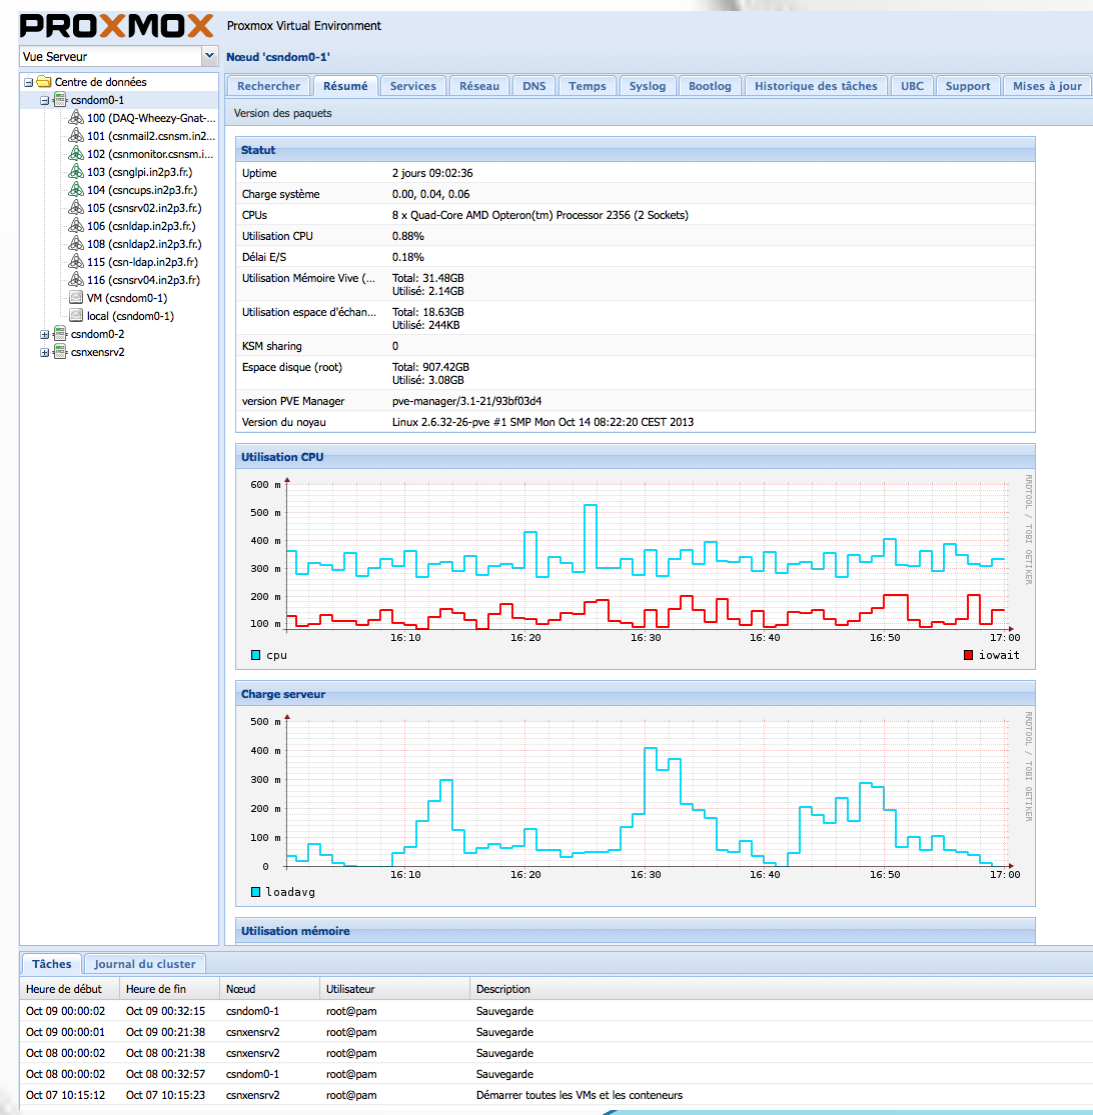 PROXMOX Proxmox Virtual Environment
Vue Serveur
Nœud 'csndom0-1'
Centre de données
csndom0-1
100 (DAQ-Wheezy-Gnat-...
101 (csnmail2.csnsm.in2...
102 (csnmonitor.csnsm.i...
103 (csnglpi.in2p3.fr.)
104 (csncups.in2p3.fr.)
105 (csnsrv02.in2p3.fr.)
106 (csnldap.in2p3.fr.)
108 (csnldap2.in2p3.fr.)
115 (csn-ldap.in2p3.fr)
116 (csnsrv04.in2p3.fr)
VM (csndom0-1)
local (csndom0-1)
csndom0-2
csnxensrv2
Rechercher Résumé Services Réseau DNS Temps Syslog Bootlog Historique des tâches UBC Support Mises à jour
Version des paquets
Statut
Uptime 2 jours 09:02:36
Charge système 0.00, 0.04, 0.06
CPUs 8 x Quad-Core AMD Opteron(tm) Processor 2356 (2 Sockets)
Utilisation CPU 0.88%
Délai E/S 0.18%
Utilisation Mémoire Vive (... Total: 31.48GB
Utilisé: 2.14GB
Utilisation espace d'échan... Total: 18.63GB
Utilisé: 244KB
KSM sharing 0
Espace disque (root) Total: 907.42GB
Utilisé: 3.08GB
version PVE Manager pve-manager/3.1-21/93bf03d4
Version du noyau Linux 2.6.32-26-pve #1 SMP Mon Oct 14 08:22:20 CEST 2013
Utilisation CPU
600 m
500 m
400 m
300 m
200 m
100 m
16:10 16:20 16:30 16:40 16:50 17:00
cpu iowait
RRDTOOL / TOBI OETIKER
Charge serveur
500 m
400 m
300 m
200 m
100 m
0
16:10 16:20 16:30 16:40 16:50 17:00
loadavg
RRDTOOL / TOBI OETIKER
Utilisation mémoire
Tâches Journal du cluster
Heure de début Heure de fin Nœud Utilisateur Description
Oct 09 00:00:02 Oct 09 00:32:15 csndom0-1 root@pam Sauvegarde
Oct 09 00:00:01 Oct 09 00:21:38 csnxensrv2 root@pam Sauvegarde
Oct 08 00:00:02 Oct 08 00:21:38 csnxensrv2 root@pam Sauvegarde
Oct 08 00:00:02 Oct 08 00:32:57 csndom0-1 root@pam Sauvegarde
Oct 07 10:15:12 Oct 07 10:15:23 csnxensrv2 root@pam Démarrer toutes les VMs et les conteneurs